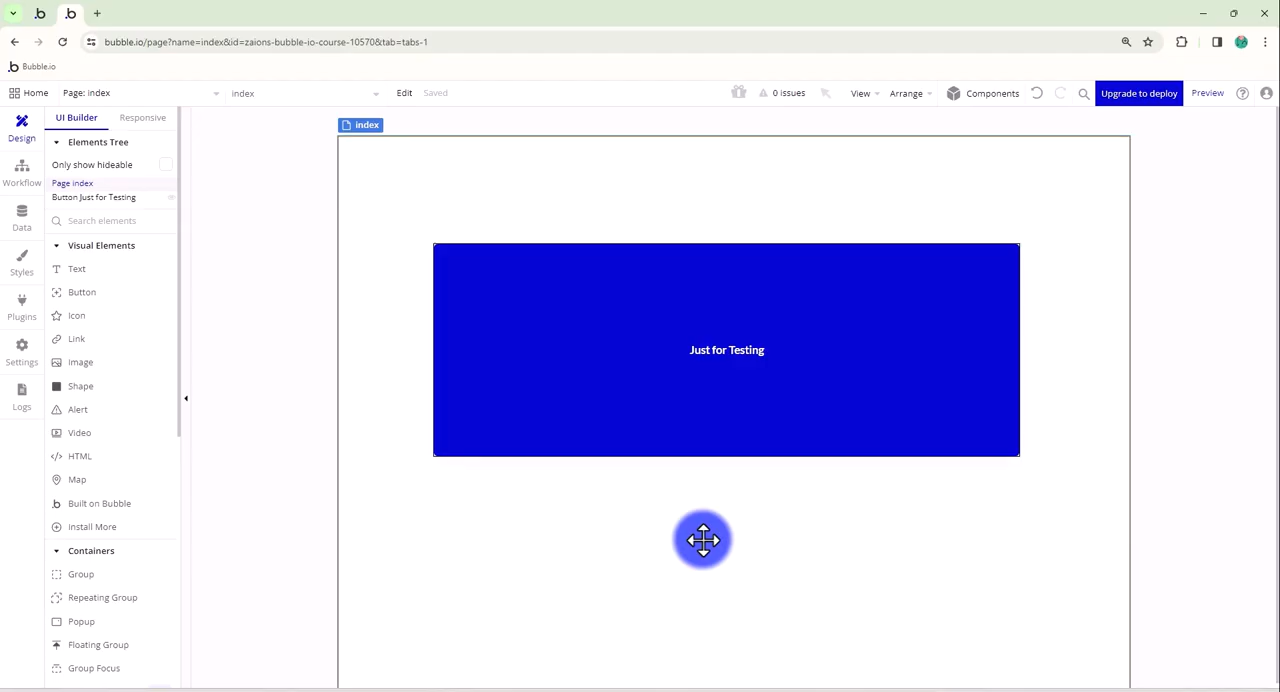 bubble.io/page?name=index&id=zaions-bubble-io-course-10570&tab=tabs-1
Bubble.io
Home Page: index index Edit Saved 0 issues View Arrange Components Upgrade to deploy Preview
Design
Workflow
Data
Styles
Plugins
Settings
Logs
UI Builder Responsive
Elements Tree
Only show hideable
Page index
Button Just for Testing
Search elements
Visual Elements
Text
Button
Icon
Link
Image
Shape
Alert
Video
HTML
Map
Built on Bubble
Install More
Containers
Group
Repeating Group
Popup
Floating Group
Group Focus
index
Just for Testing